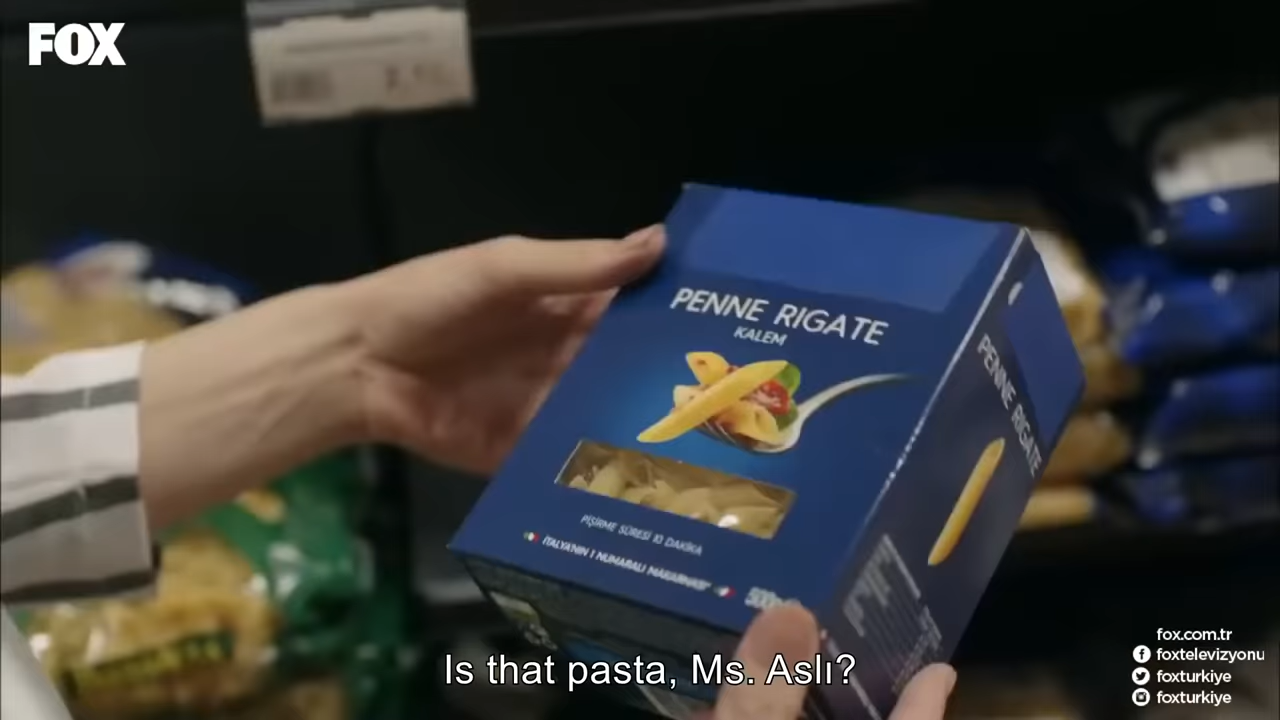 FOX
PENNE RIGATE
KALEM
PENNE RIGATE
PİŞİRME SÜRESİ 10 DAKİKA
İTALYA'NIN 1 NUMARALI MAKARNASI*
500g
Is that pasta, Ms. Aslı?
fox.com.tr
foxtelevizyonu
foxturkiye
foxturkiye